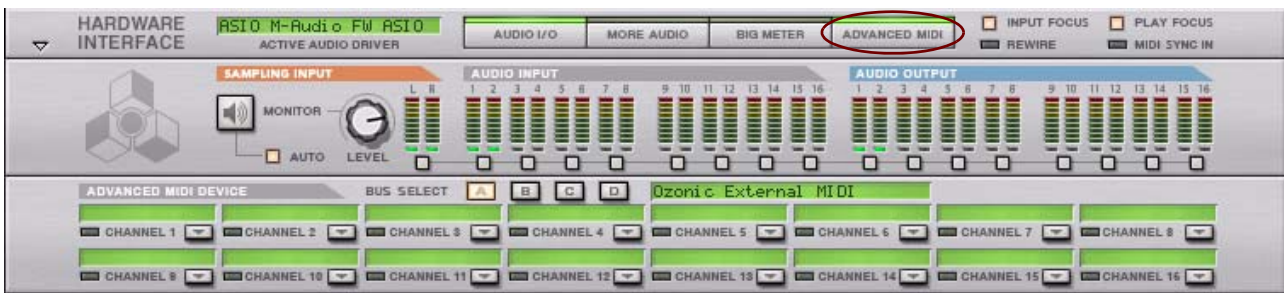 HARDWARE INTERFACE
ASIO M-Audio FW ASIO
ACTIVE AUDIO DRIVER
AUDIO I/O
MORE AUDIO
BIG METER
ADVANCED MIDI
INPUT FOCUS
PLAY FOCUS
REWIRE
MIDI SYNC IN
SAMPLING INPUT
MONITOR
AUTO
LEVEL
L R
AUDIO INPUT
1 2 3 4 5 6 7 8 9 10 11 12 13 14 15 16
AUDIO OUTPUT
1 2 3 4 5 6 7 8 9 10 11 12 13 14 15 16
ADVANCED MIDI DEVICE
BUS SELECT
A B C D
Ozonic External MIDI
CHANNEL 1 CHANNEL 2 CHANNEL 3 CHANNEL 4 CHANNEL 5 CHANNEL 6 CHANNEL 7 CHANNEL 8
CHANNEL 9 CHANNEL 10 CHANNEL 11 CHANNEL 12 CHANNEL 13 CHANNEL 14 CHANNEL 15 CHANNEL 16